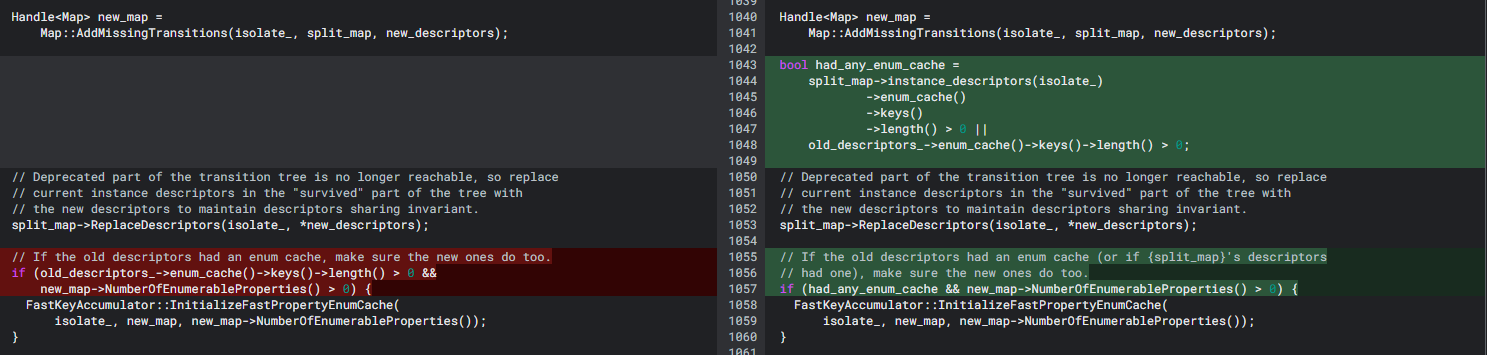 Handle<Map> new_map =
    Map::AddMissingTransitions(isolate_, split_map, new_descriptors);
// Deprecated part of the transition tree is no longer reachable, so replace
// current instance descriptors in the "survived" part of the tree with
// the new descriptors to maintain descriptors sharing invariant.
split_map->ReplaceDescriptors(isolate_, *new_descriptors);
// If the old descriptors had an enum cache, make sure the new ones do too.
if (old_descriptors_->enum_cache()->keys()->length() > 0 &&
    new_map->NumberOfEnumerableProperties() > 0) {
  FastKeyAccumulator::InitializeFastPropertyEnumCache(
      isolate_, new_map, new_map->NumberOfEnumerableProperties());
}
1039
1040 Handle<Map> new_map =
1041     Map::AddMissingTransitions(isolate_, split_map, new_descriptors);
1042
1043 bool had_any_enum_cache =
1044     split_map->instance_descriptors(isolate_)
1045             ->enum_cache()
1046             ->keys()
1047             ->length() > 0 ||
1048     old_descriptors_->enum_cache()->keys()->length() > 0;
1049
1050 // Deprecated part of the transition tree is no longer reachable, so replace
1051 // current instance descriptors in the "survived" part of the tree with
1052 // the new descriptors to maintain descriptors sharing invariant.
1053 split_map->ReplaceDescriptors(isolate_, *new_descriptors);
1054
1055 // If the old descriptors had an enum cache (or if {split_map}'s descriptors
1056 // had one), make sure the new ones do too.
1057 if (had_any_enum_cache && new_map->NumberOfEnumerableProperties() > 0) {
1058   FastKeyAccumulator::InitializeFastPropertyEnumCache(
1059       isolate_, new_map, new_map->NumberOfEnumerableProperties());
1060 }
1061